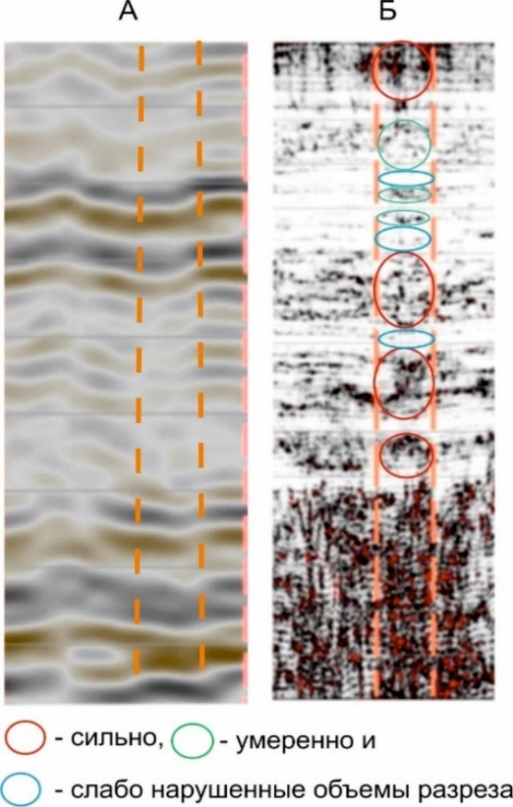 А Б
- сильно, - умеренно и
- слабо нарушенные объемы разреза